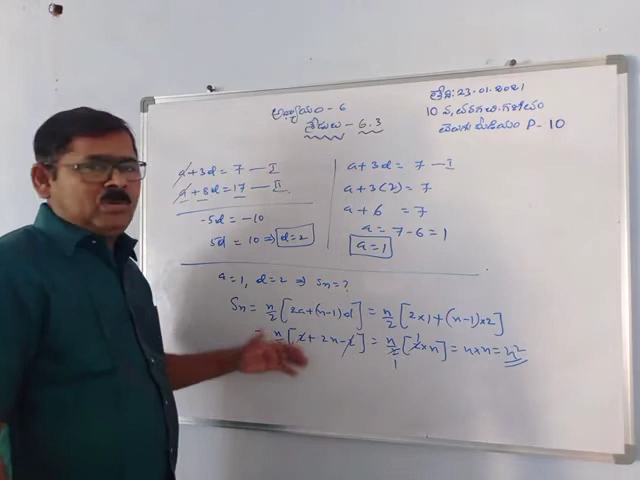 అధ్యాయం - 6
శ్రేఢులు - 6.3
తేది: 23.01.2021
10 వ తరగతి గణితం
తెలుగు మీడియం P-10
a + 3d = 7 — I
a + 8d = 17 — II
-5d = -10
5d = 10 ⇒ d = 2
a + 3d = 7 — I
a + 3(2) = 7
a + 6 = 7
a = 7 - 6 = 1
a = 1
a = 1, d = 2 ⇒ Sn = ?
Sn = n/2 [2a + (n-1) d] = n/2 [2×1 + (n-1)×2]
= n/2 [2 + 2n - 2] = n/2 [2×n] = n×n = n²